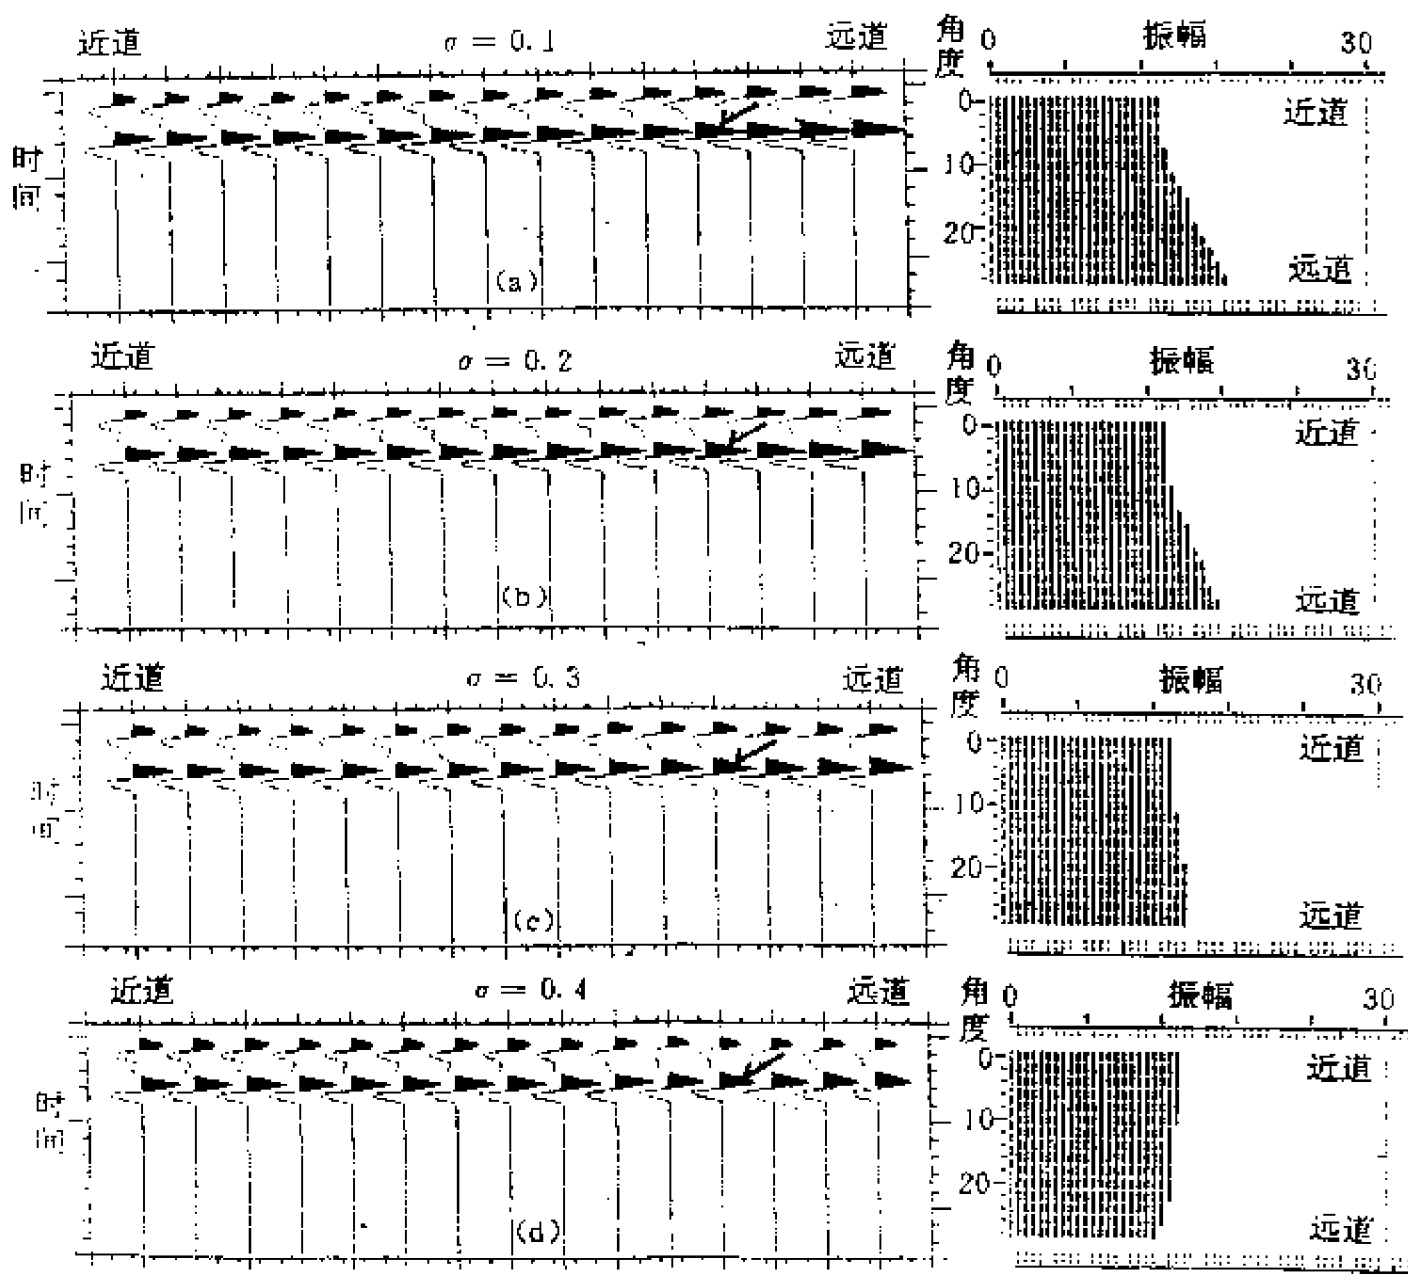 近道 σ = 0.1 远道 角度 0 振幅 30
时间
0
近道
10
20
远道
(a)
近道 σ = 0.2 远道 角度 0 振幅 30
时间
0
近道
10
20
远道
(b)
近道 σ = 0.3 远道 角度 0 振幅 30
时间
0
近道
10
20
远道
(c)
近道 σ = 0.4 远道 角度 0 振幅 30
时间
0
近道
10
20
远道
(d)